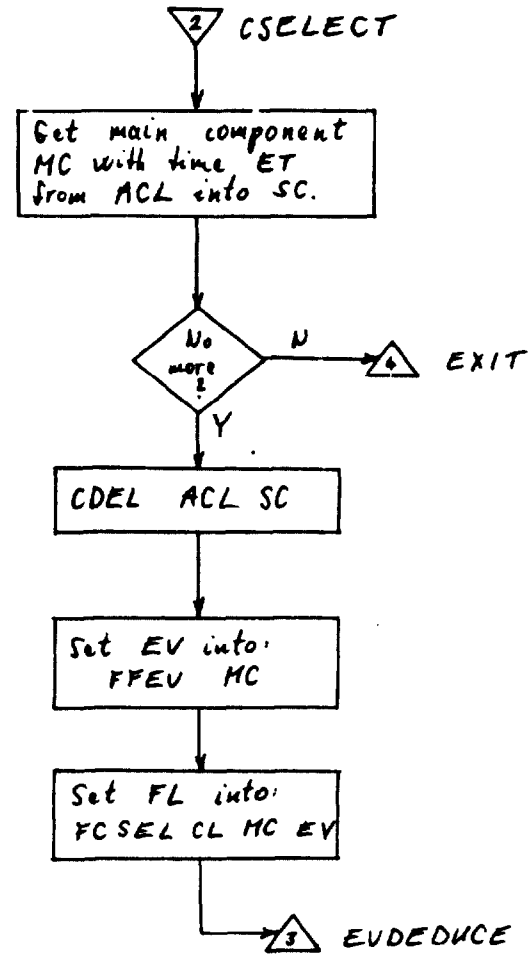 2 CSELECT
Get main component
MC with time ET
from ACL into SC.
No
more
?
N
4 EXIT
Y
CDEL ACL SC
Set EV into:
FFEV MC
Set FL into:
FCSEL CL MC EV
3 EVDEDUCE